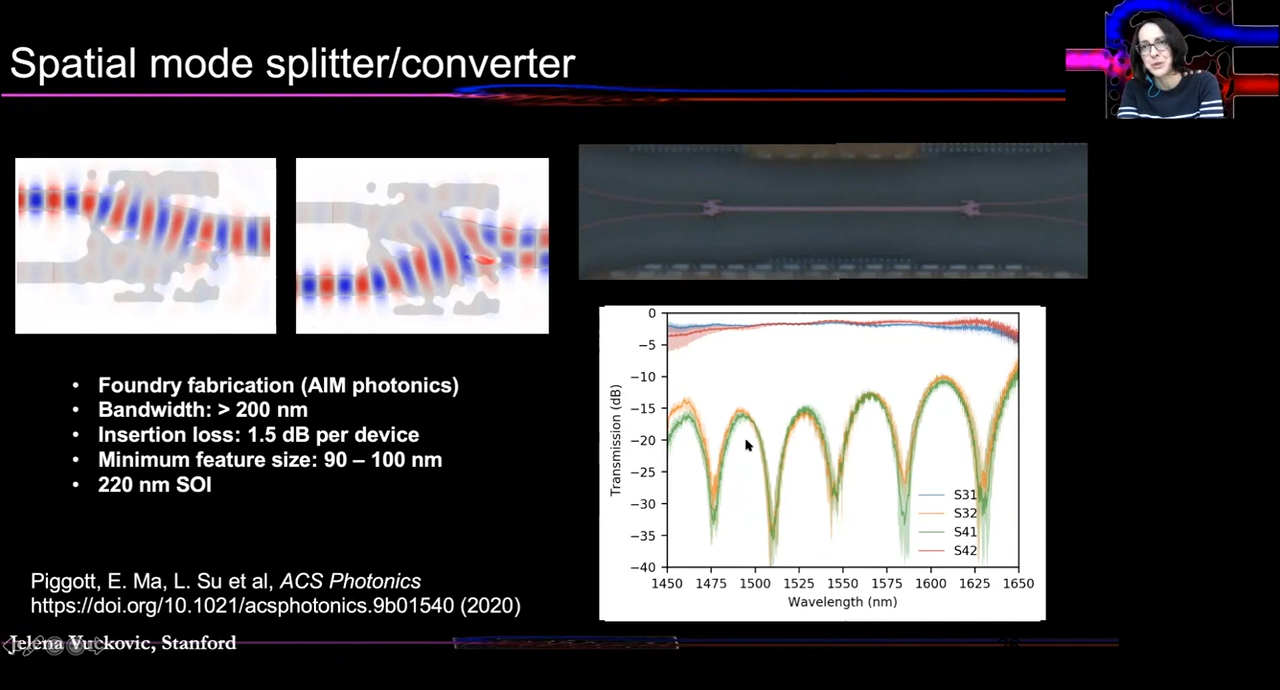 Spatial mode splitter/converter
• Foundry fabrication (AIM photonics)
• Bandwidth: > 200 nm
• Insertion loss: 1.5 dB per device
• Minimum feature size: 90 – 100 nm
• 220 nm SOI
Piggott, E. Ma, L. Su et al, ACS Photonics
https://doi.org/10.1021/acsphotonics.9b01540 (2020)
Jelena Vuckovic, Stanford
Transmission (dB)
0
−5
−10
−15
−20
−25
−30
−35
−40
S31
S32
S41
S42
1450 1475 1500 1525 1550 1575 1600 1625 1650
Wavelength (nm)